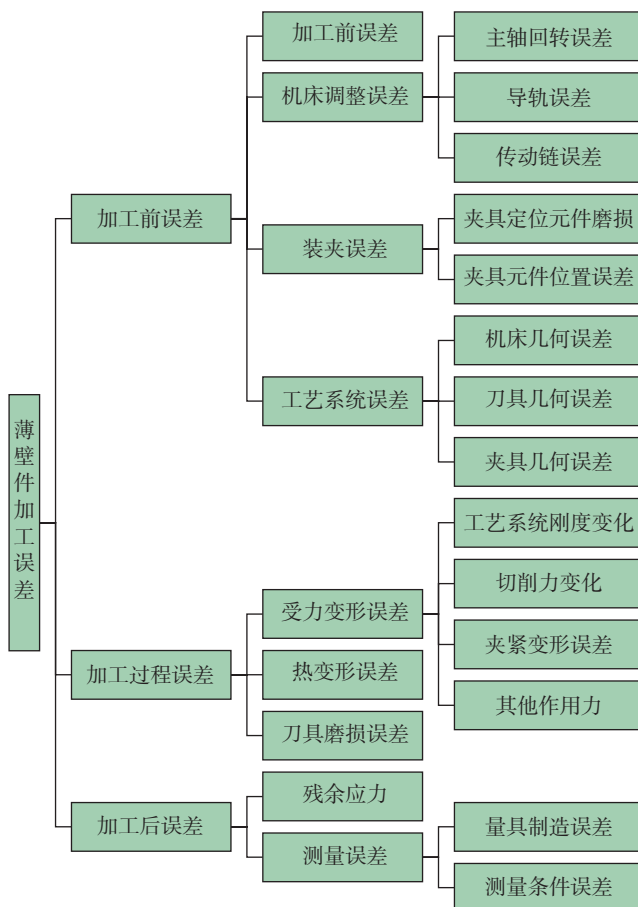 薄壁件加工误差
加工前误差
加工前误差
机床调整误差
主轴回转误差
导轨误差
传动链误差
装夹误差
夹具定位元件磨损
夹具元件位置误差
工艺系统误差
机床几何误差
刀具几何误差
夹具几何误差
加工过程误差
受力变形误差
工艺系统刚度变化
切削力变化
夹紧变形误差
其他作用力
热变形误差
刀具磨损误差
加工后误差
残余应力
测量误差
量具制造误差
测量条件误差